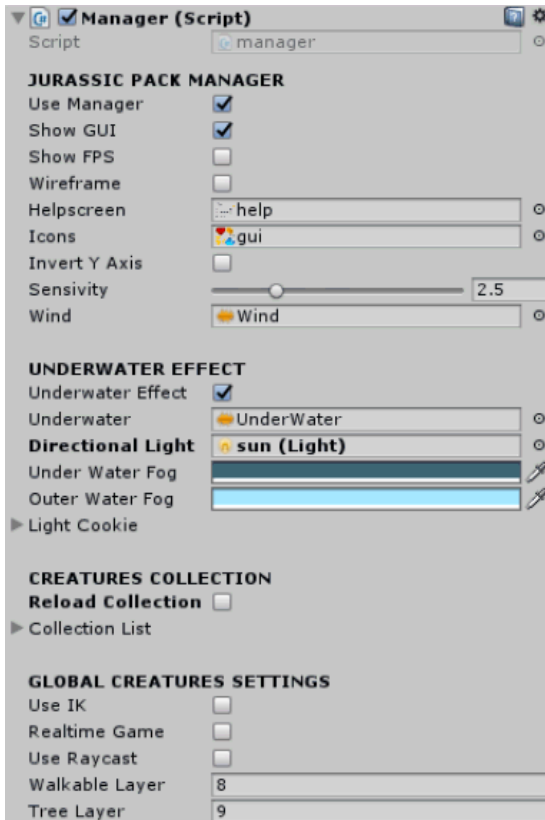 Manager (Script)
Script manager
JURASSIC PACK MANAGER
Use Manager
Show GUI
Show FPS
Wireframe
Helpscreen help
Icons gui
Invert Y Axis
Sensivity 2.5
Wind Wind
UNDERWATER EFFECT
Underwater Effect
Underwater UnderWater
Directional Light sun (Light)
Under Water Fog
Outer Water Fog
Light Cookie
CREATURES COLLECTION
Reload Collection
Collection List
GLOBAL CREATURES SETTINGS
Use IK
Realtime Game
Use Raycast
Walkable Layer 8
Tree Layer 9